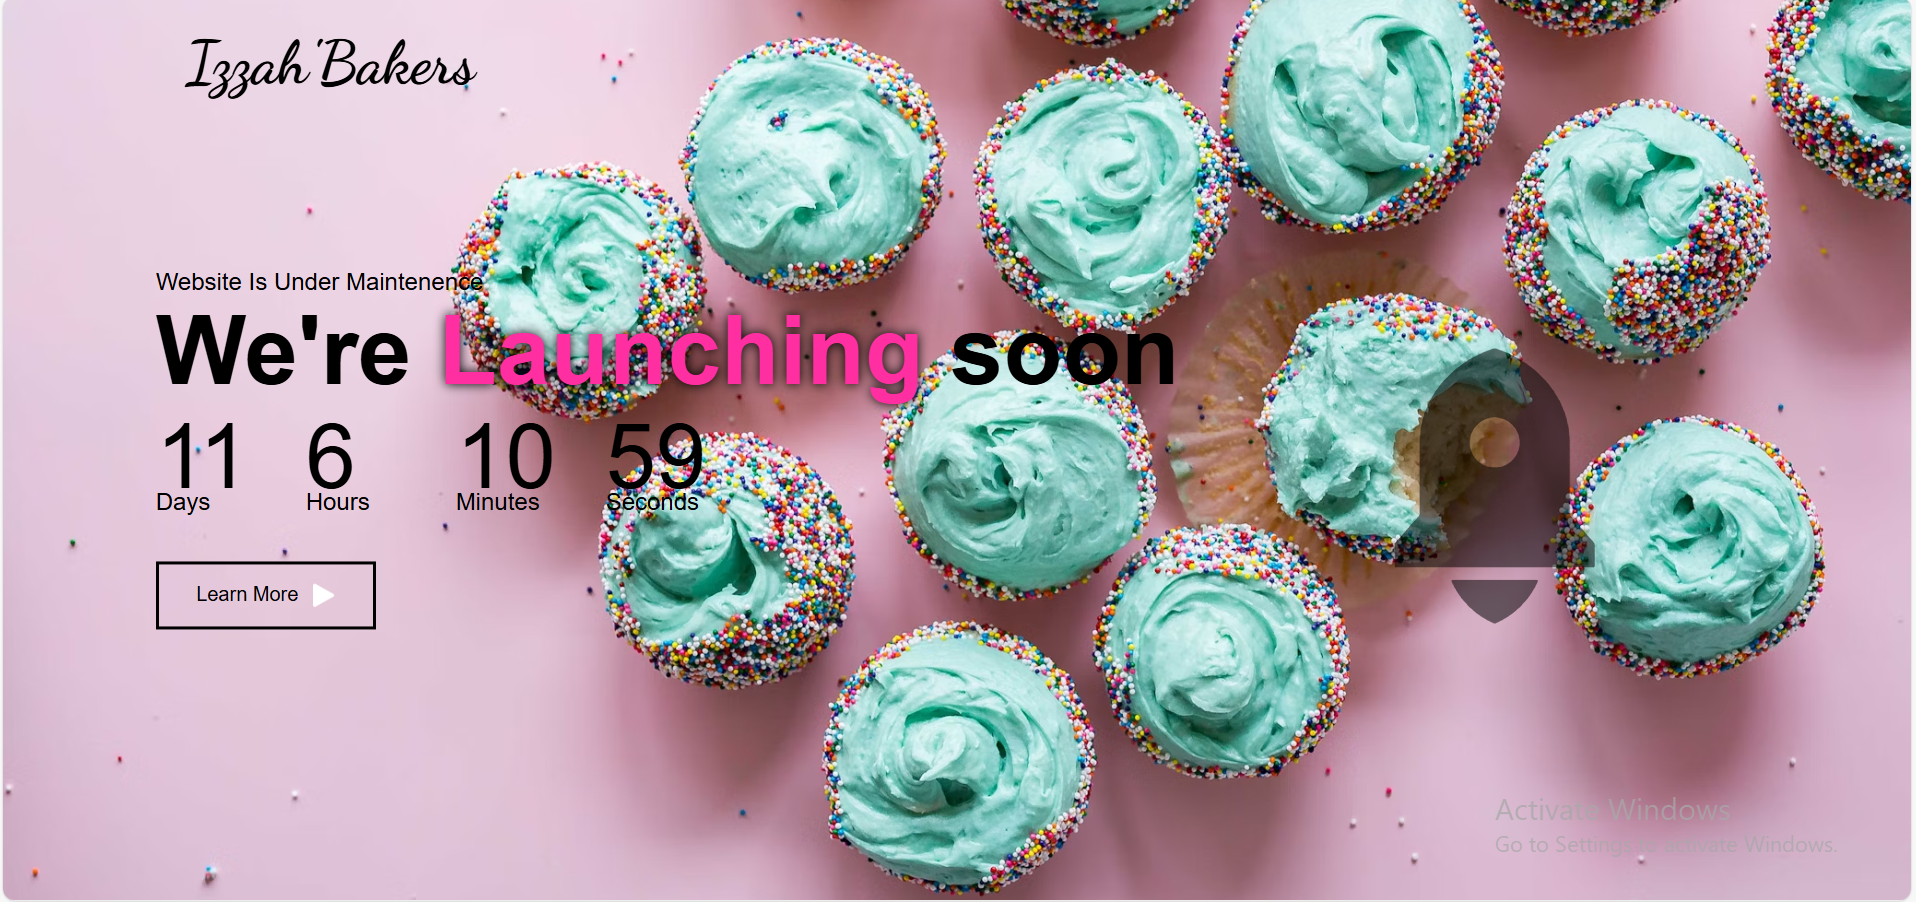 Izzah'Bakers
Website Is Under Maintenence
We're Launching soon
11 6 10 59
Days Hours Minutes Seconds
Learn More
Activate Windows
Go to Settings to activate Windows.